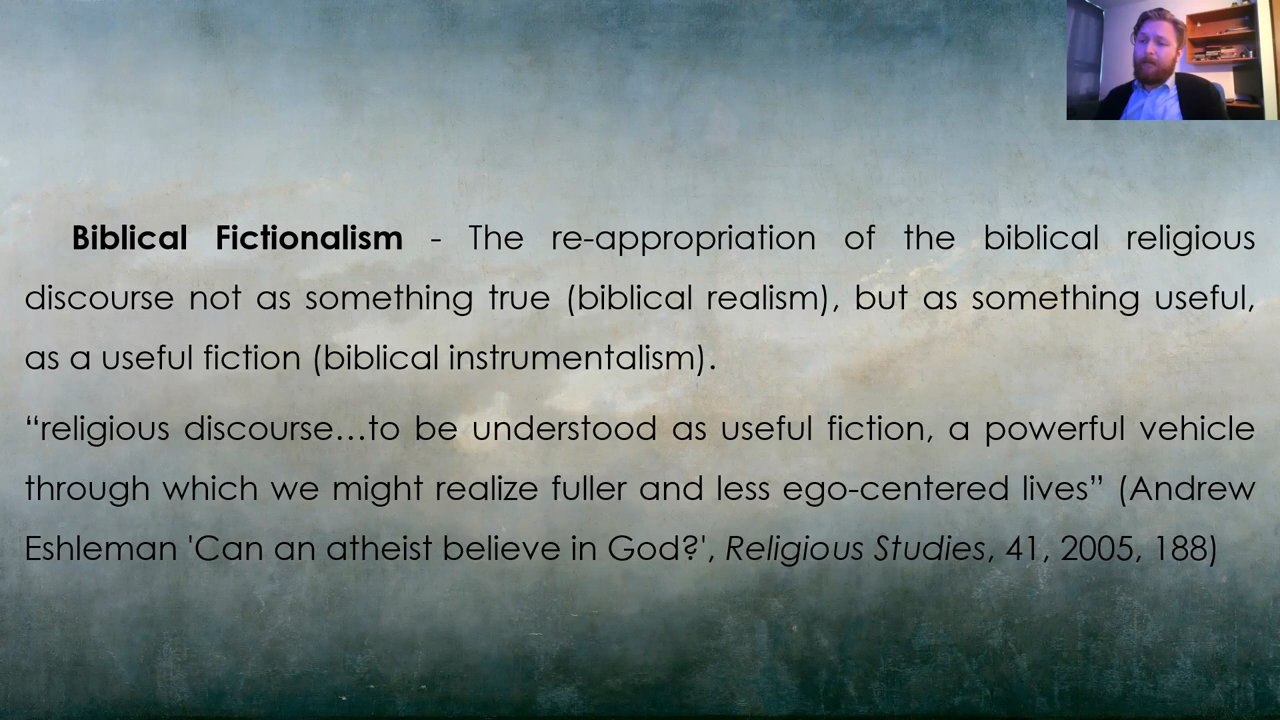 Biblical Fictionalism - The re-appropriation of the biblical religious
discourse not as something true (biblical realism), but as something useful,
as a useful fiction (biblical instrumentalism).
“religious discourse…to be understood as useful fiction, a powerful vehicle
through which we might realize fuller and less ego-centered lives” (Andrew
Eshleman 'Can an atheist believe in God?', Religious Studies, 41, 2005, 188)